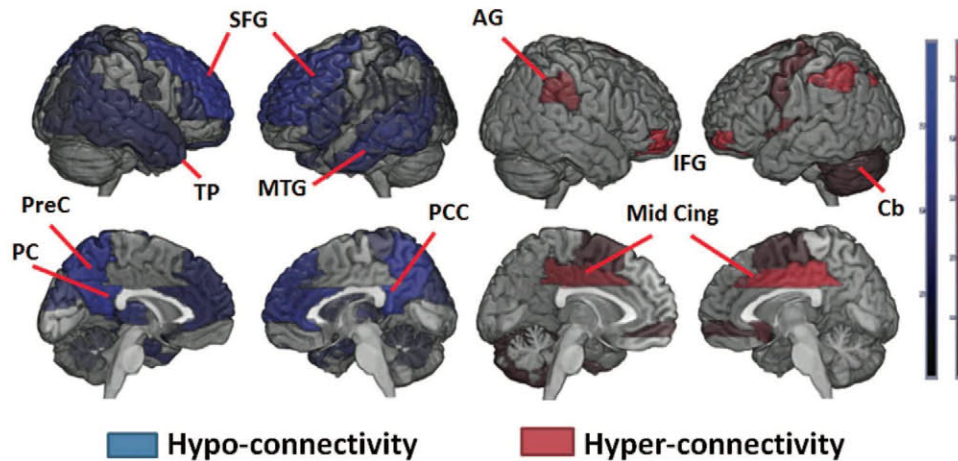 SFG
AG
TP
MTG
IFG
Cb
PreC
PC
PCC
Mid Cing
Hypo-connectivity
Hyper-connectivity